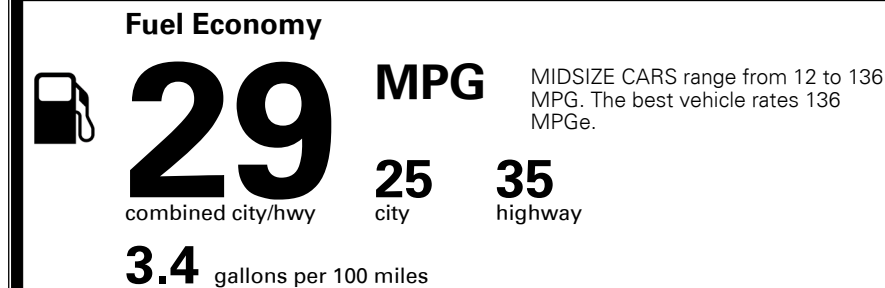 Fuel Economy
29
MPG
MIDSIZE CARS range from 12 to 136
MPG. The best vehicle rates 136
MPGe.
combined city/hwy
25
city
35
highway
3.4 gallons per 100 miles